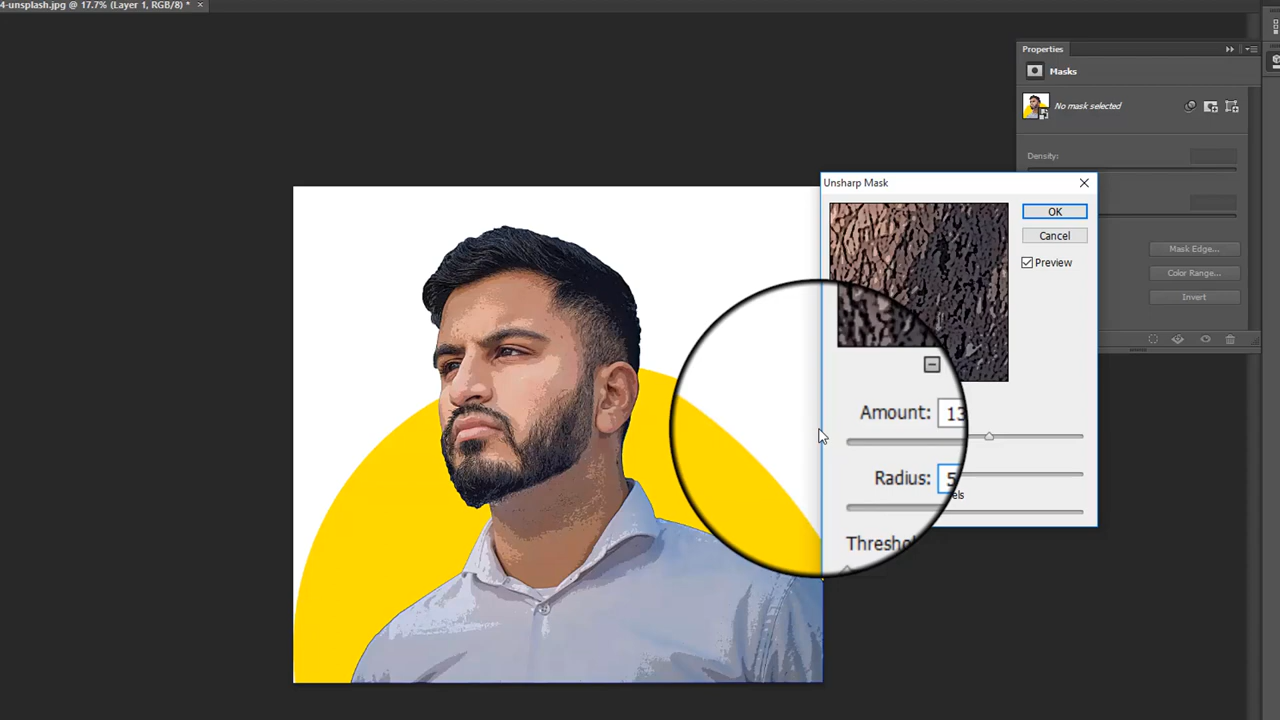 4-unsplash.jpg @ 17.7% (Layer 1, RGB/8) * ×
Properties
Masks
No mask selected
Density:
Unsharp Mask
OK
Cancel
Preview
Mask Edge...
Color Range...
Invert
Amount: 13
Radius: 5
els
Threshol